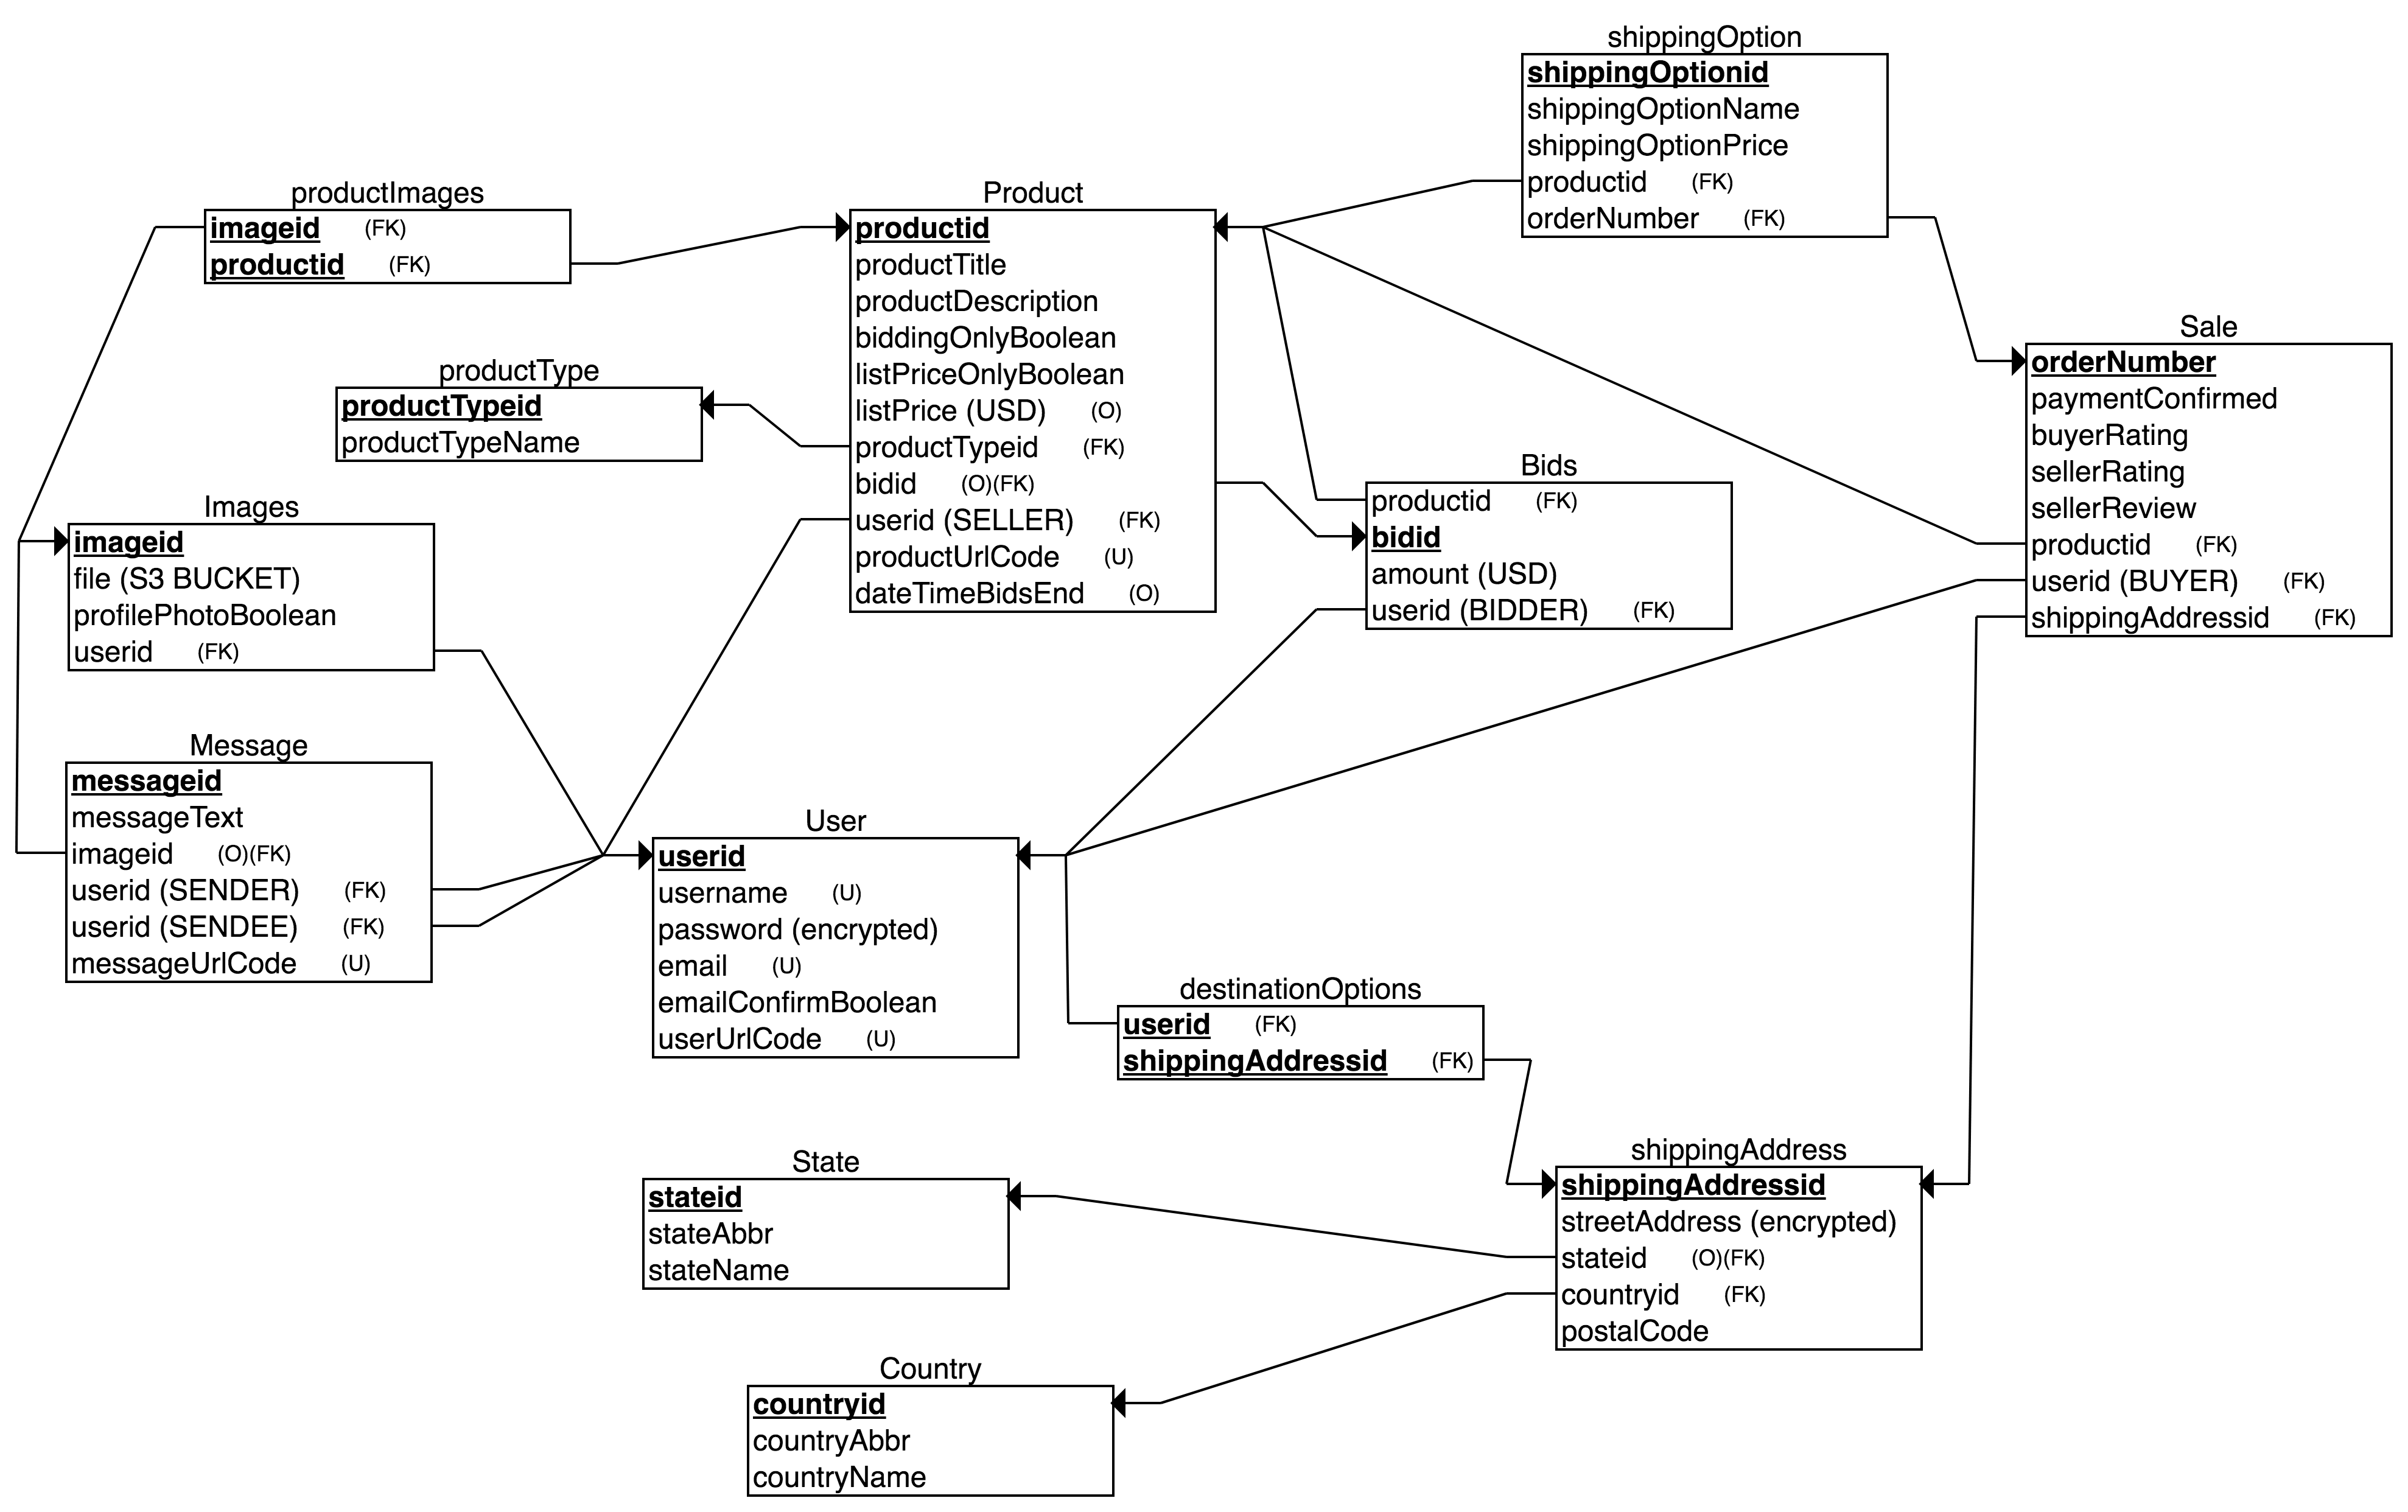 shippingOption
shippingOptionid
shippingOptionName
shippingOptionPrice
productid (FK)
orderNumber (FK)
productImages
imageid (FK)
productid (FK)
Product
productid
productTitle
productDescription
biddingOnlyBoolean
listPriceOnlyBoolean
listPrice (USD) (O)
productTypeid (FK)
bidid (O)(FK)
userid (SELLER) (FK)
productUrlCode (U)
dateTimeBidsEnd (O)
Sale
orderNumber
paymentConfirmed
buyerRating
sellerRating
sellerReview
productid (FK)
userid (BUYER) (FK)
shippingAddressid (FK)
productType
productTypeid
productTypeName
Bids
productid (FK)
bidid
amount (USD)
userid (BIDDER) (FK)
Images
imageid
file (S3 BUCKET)
profilePhotoBoolean
userid (FK)
Message
messageid
messageText
imageid (O)(FK)
userid (SENDER) (FK)
userid (SENDEE) (FK)
messageUrlCode (U)
User
userid
username (U)
password (encrypted)
email (U)
emailConfirmBoolean
userUrlCode (U)
destinationOptions
userid (FK)
shippingAddressid (FK)
State
stateid
stateAbbr
stateName
shippingAddress
shippingAddressid
streetAddress (encrypted)
stateid (O)(FK)
countryid (FK)
postalCode
Country
countryid
countryAbbr
countryName